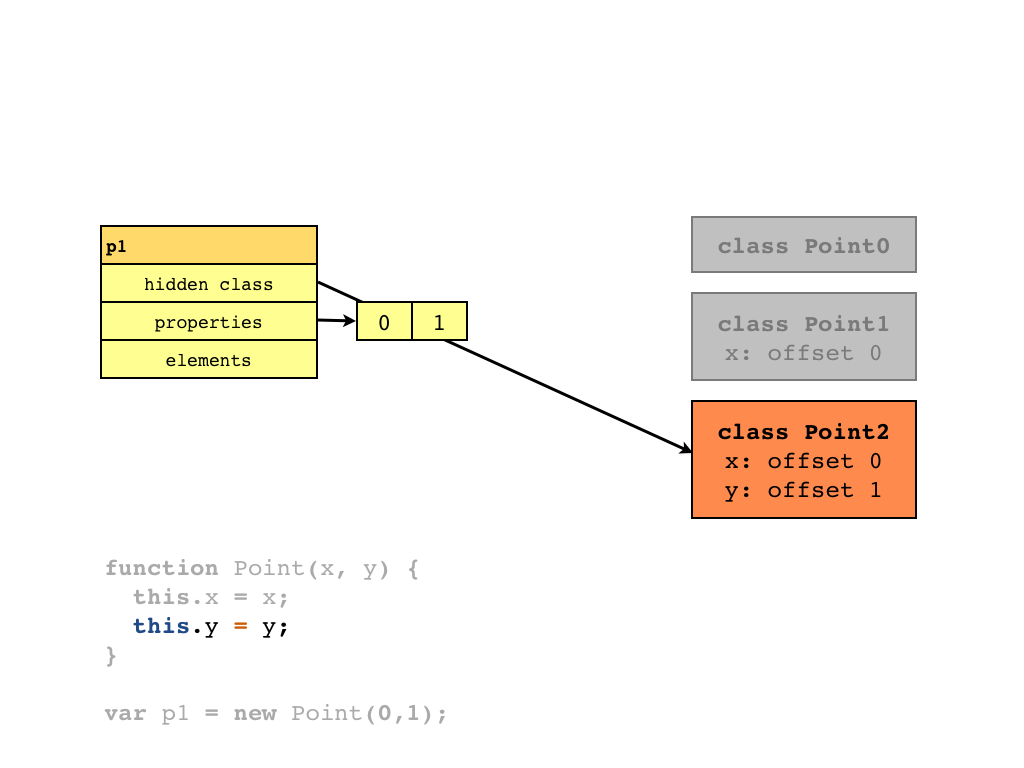 p1
hidden class
properties
elements
0 1
class Point0
class Point1
x: offset 0
class Point2
x: offset 0
y: offset 1
function Point(x, y) {
  this.x = x;
  this.y = y;
}
var p1 = new Point(0,1);